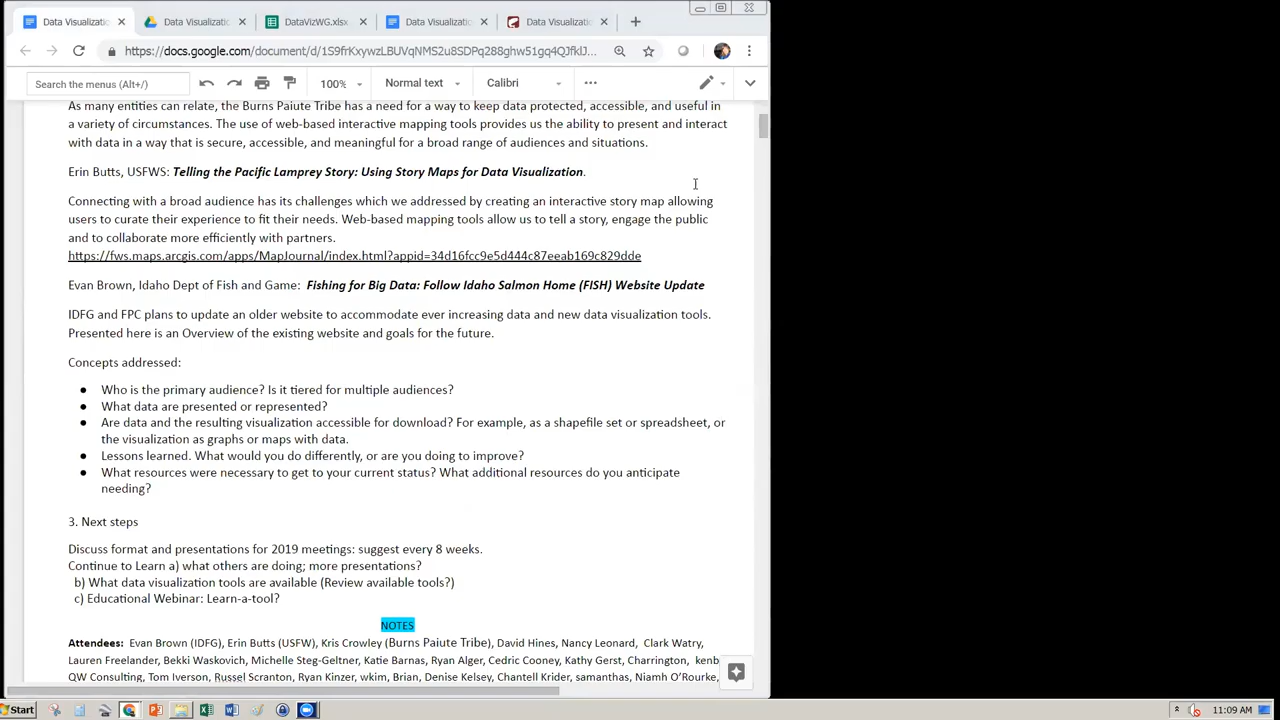 Data Visualizatio
Data Visualizatio
DataVizWG.xlsx
Data Visualizatio
Data Visualizatio
https://docs.google.com/document/d/1S9frKxywzLBUVqNMS2u8SDPq288ghw51gq4QJfklJ...
Search the menus (Alt+/)
100%
Normal text
Calibri
As many entities can relate, the Burns Paiute Tribe has a need for a way to keep data protected, accessible, and useful in
a variety of circumstances. The use of web-based interactive mapping tools provides us the ability to present and interact
with data in a way that is secure, accessible, and meaningful for a broad range of audiences and situations.
Erin Butts, USFWS: Telling the Pacific Lamprey Story: Using Story Maps for Data Visualization.
Connecting with a broad audience has its challenges which we addressed by creating an interactive story map allowing
users to curate their experience to fit their needs. Web-based mapping tools allow us to tell a story, engage the public
and to collaborate more efficiently with partners.
https://fws.maps.arcgis.com/apps/MapJournal/index.html?appid=34d16fcc9e5d444c87eeab169c829dde
Evan Brown, Idaho Dept of Fish and Game: Fishing for Big Data: Follow Idaho Salmon Home (FISH) Website Update
IDFG and FPC plans to update an older website to accommodate ever increasing data and new data visualization tools.
Presented here is an Overview of the existing website and goals for the future.
Concepts addressed:
● Who is the primary audience? Is it tiered for multiple audiences?
● What data are presented or represented?
● Are data and the resulting visualization accessible for download? For example, as a shapefile set or spreadsheet, or
the visualization as graphs or maps with data.
● Lessons learned. What would you do differently, or are you doing to improve?
● What resources were necessary to get to your current status? What additional resources do you anticipate
needing?
3. Next steps
Discuss format and presentations for 2019 meetings: suggest every 8 weeks.
Continue to Learn a) what others are doing; more presentations?
b) What data visualization tools are available (Review available tools?)
c) Educational Webinar: Learn-a-tool?
NOTES
Attendees: Evan Brown (IDFG), Erin Butts (USFW), Kris Crowley (Burns Paiute Tribe), David Hines, Nancy Leonard, Clark Watry,
Lauren Freelander, Bekki Waskovich, Michelle Steg-Geltner, Katie Barnas, Ryan Alger, Cedric Cooney, Kathy Gerst, Charrington, kenb
QW Consulting, Tom Iverson, Russel Scranton, Ryan Kinzer, wkim, Brian, Denise Kelsey, Chantell Krider, samanthas, Niamh O'Rourke,
Start
11:09 AM